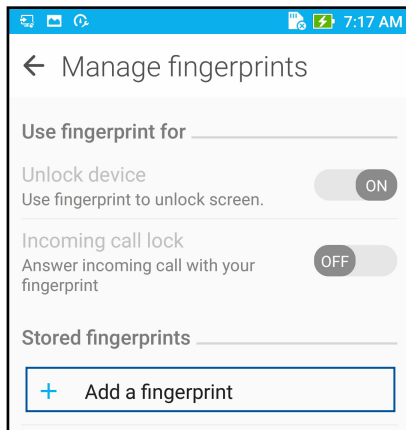 7:17 AM
Manage fingerprints
Use fingerprint for
Unlock device
Use fingerprint to unlock screen.
ON
Incoming call lock
Answer incoming call with your
fingerprint
OFF
Stored fingerprints
+ Add a fingerprint